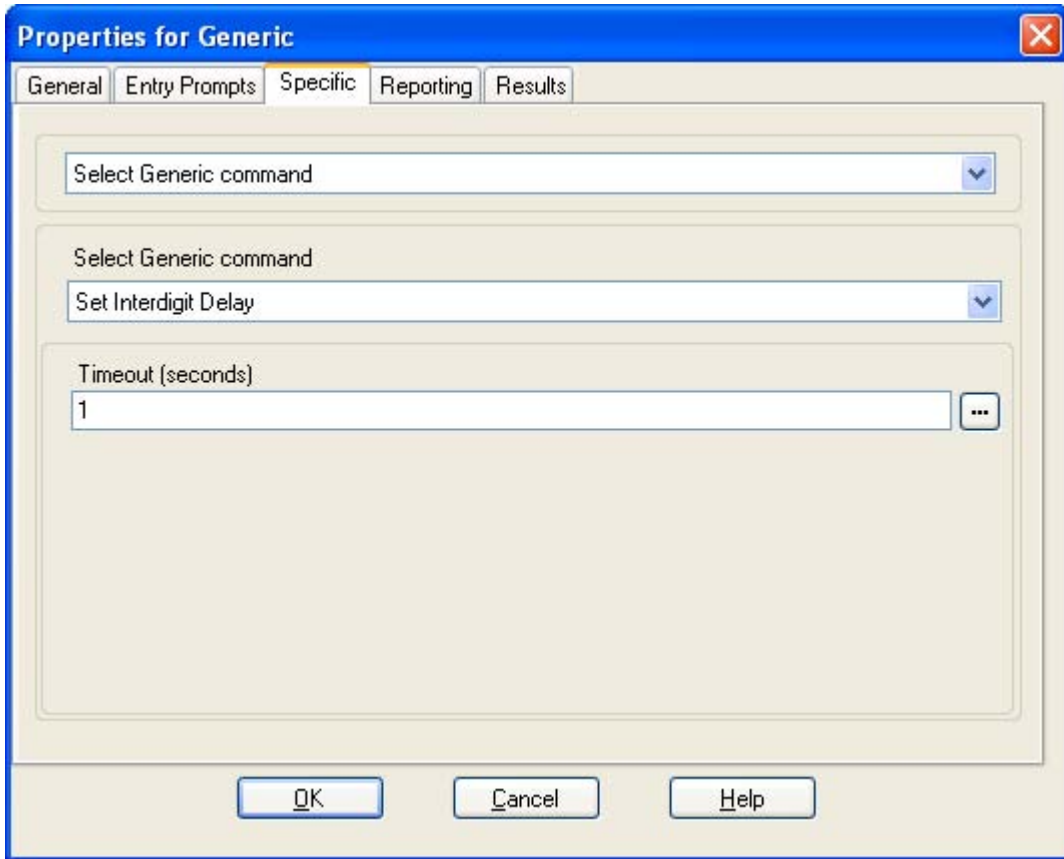 Properties for Generic
General Entry Prompts Specific Reporting Results
Select Generic command
Select Generic command
Set Interdigit Delay
Timeout (seconds)
1
...
OK Cancel Help